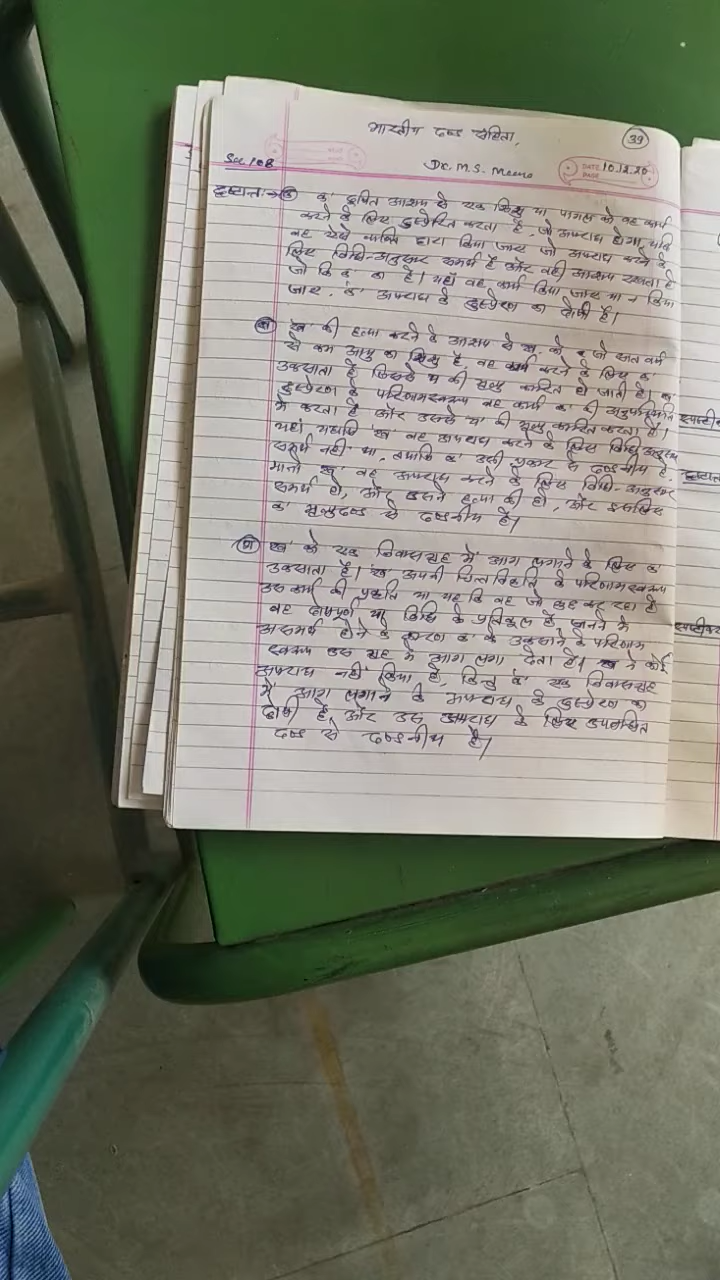 भारतीय दण्ड संहिता,
39
Sec 108
Dr. M.S. Meena
DATE 10.12.20
PAGE
दृष्टान्त:→ क 'क' दूषित आशय से एक शिशु या पागल को वह कार्य
करने के लिए दुष्प्रेरित करता है, जो अपराध होगा, यदि
वह ऐसे व्यक्ति द्वारा किया जाए जो अपराध करने के
लिए विधि-अनुसार समर्थ है और वही आशय रखता है
जो कि 'क' का है। यहाँ वह कार्य किया जाए या न किया
जाए. 'क' अपराध के दुष्प्रेरण का दोषी है।
ख 'य' की हत्या करने के आशय से ख को जो सात वर्ष
से कम आयु का शिशु है, वह कार्य करने के लिए क'
उकसाता है जिससे य की मृत्यु कारित हो जाती है। ख'
दुष्प्रेरण के परिणामस्वरूप वह कार्य क' की अनुपस्थिति
में करता है और उससे य' की मृत्यु कारित करता है।
यहां यद्यपि 'ख' वह अपराध करने के लिए विधि अनुसार
समर्थ नहीं था, तथापि क' उसी प्रकार से दण्डनीय है,
मानो ख' वह अपराध करने के लिए विधि-अनुसार
समर्थ हो, और उसने हत्या की हो, और इसलिए
क' मृत्युदण्ड से दण्डनीय है।
ग ख' को एक निवासगृह में आग लगाने के लिए क'
उकसाता है। 'ख' अपनी चित्तविकृति के परिणामस्वरूप
उस कार्य की प्रकृति या यह कि वह जो कुछ कर रहा है
वह दोषपूर्ण या विधि के प्रतिकूल है, जानने में
असमर्थ होने के कारण क' के उकसाने के परिणाम
स्वरूप उस गृह में आग लगा देता है। ख' ने कोई
अपराध नहीं किया है, किन्तु 'क' एक निवासगृह
में आग लगाने के अपराध के दुष्प्रेरण का
दोषी है, और उस अपराध के लिए उपबन्धित
दण्ड से दण्डनीय है।